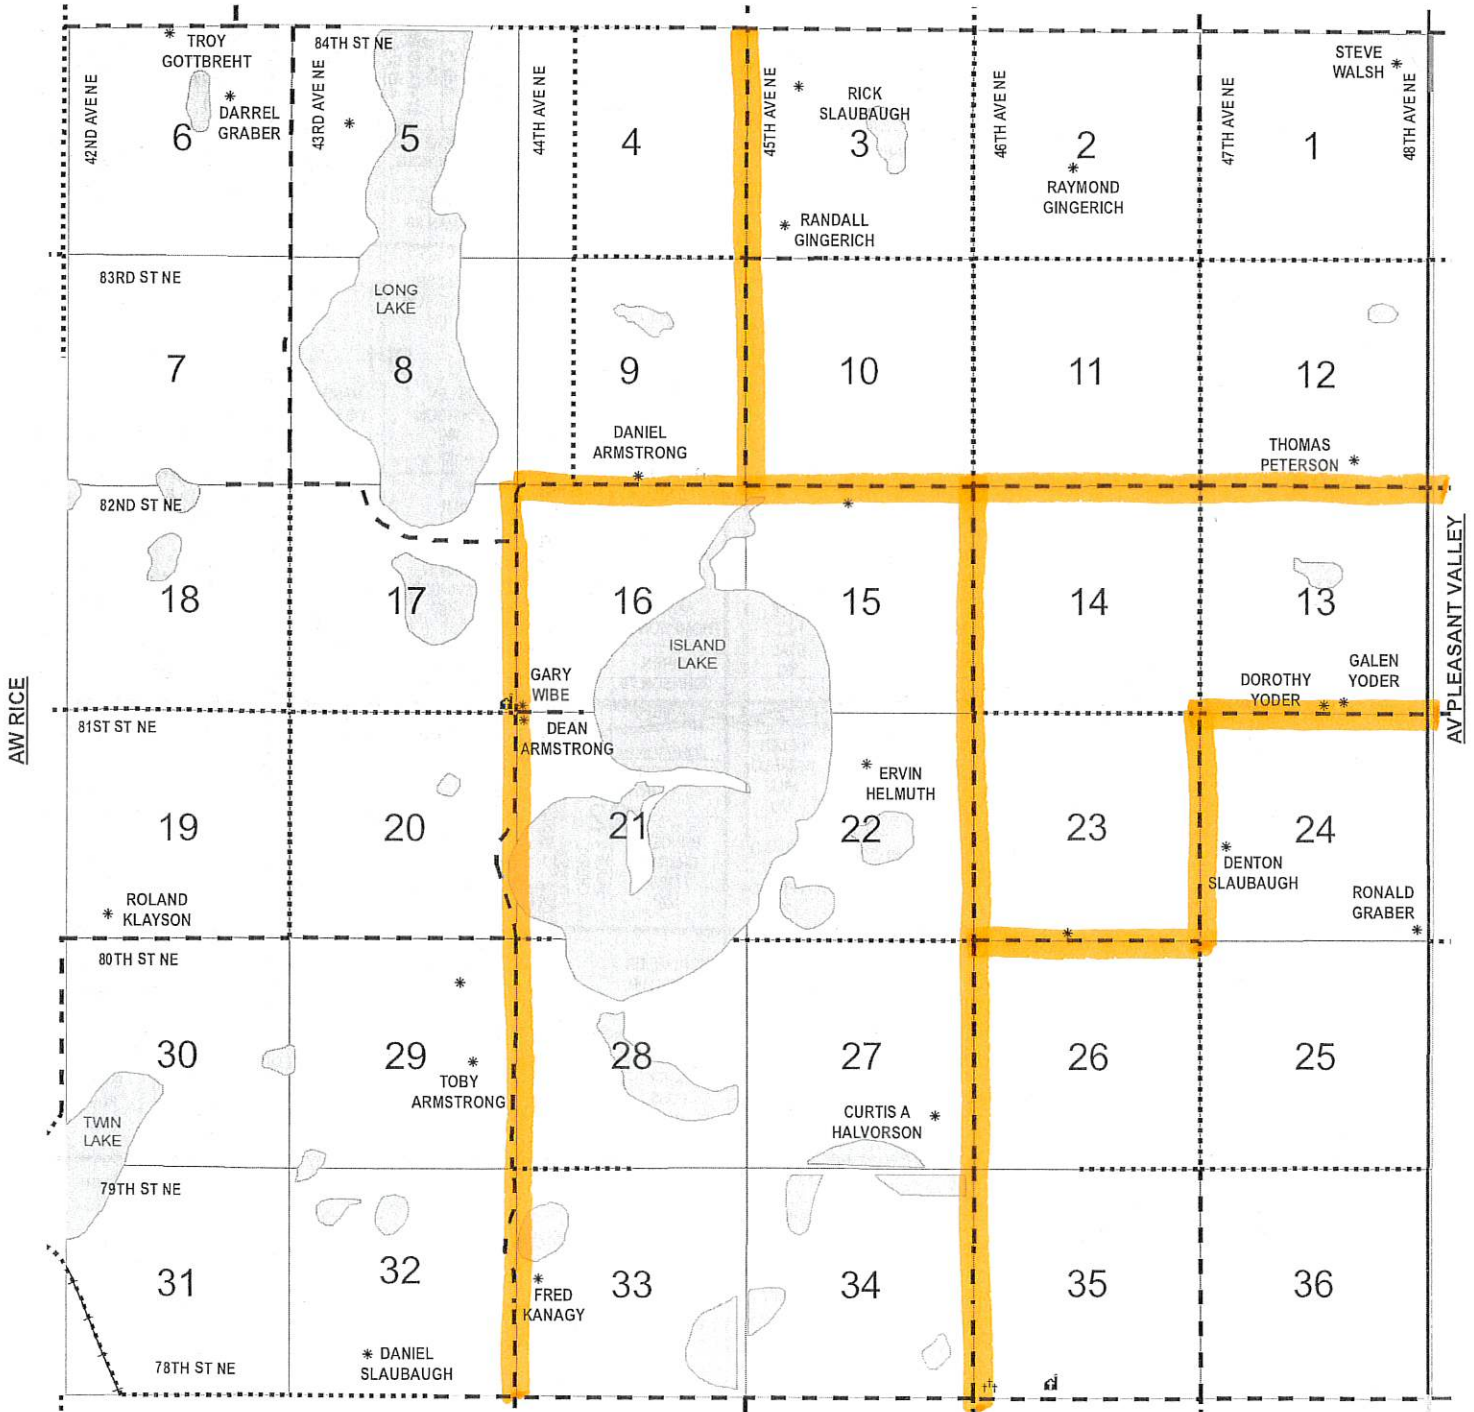 84TH ST NE
TROY
GOTTBREHT
DARREL
GRABER
6
42ND AVE NE
43RD AVE NE
5
44TH AVE NE
4
45TH AVE NE
RICK
SLAUBAUGH
3
46TH AVE NE
2
RAYMOND
GINGERICH
47TH AVE NE
1
STEVE
WALSH
48TH AVE NE
RANDALL
GINGERICH
83RD ST NE
LONG
LAKE
7
8
9
10
11
12
DANIEL
ARMSTRONG
THOMAS
PETERSON
82ND ST NE
18
17
16
15
14
13
ISLAND
LAKE
GARY
WIBE
DOROTHY
YODER
GALEN
YODER
AW RICE
AV PLEASANT VALLEY
81ST ST NE
DEAN
ARMSTRONG
ERVIN
HELMUTH
19
20
21
22
23
24
DENTON
SLAUBAUGH
ROLAND
KLAYSON
RONALD
GRABER
80TH ST NE
30
29
28
27
26
25
TOBY
ARMSTRONG
CURTIS A
HALVORSON
TWIN
LAKE
79TH ST NE
31
32
33
34
35
36
FRED
KANAGY
78TH ST NE
DANIEL
SLAUBAUGH